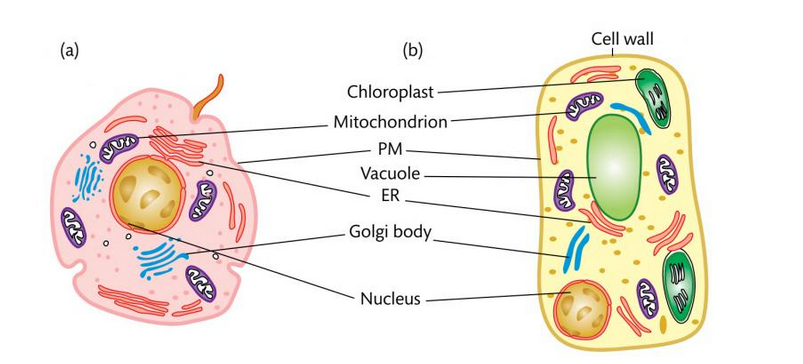 (a)
(b)
Cell wall
Chloroplast
Mitochondrion
PM
Vacuole
ER
Golgi body
Nucleus